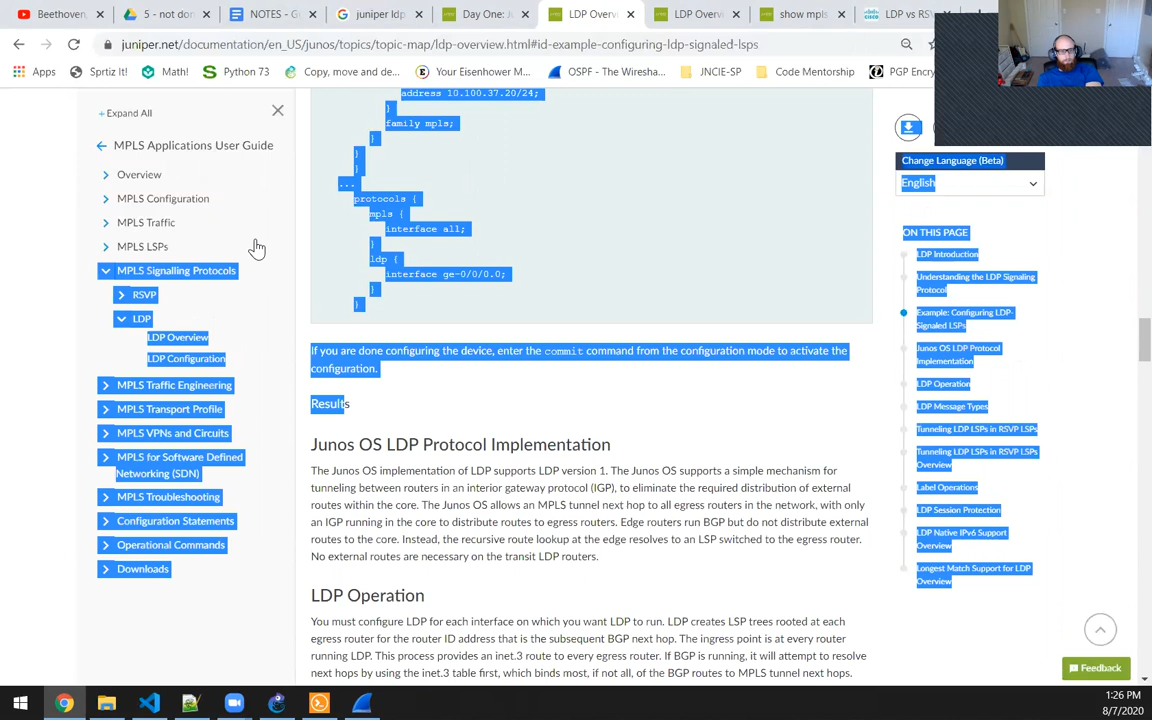 Beethoven,
5 - not don
NOTES - Go
juniper ldp
Day One: Ju
LDP Overv
LDP Overv
show mpls
LDP vs RSV
juniper.net/documentation/en_US/junos/topics/topic-map/ldp-overview.html#id-example-configuring-ldp-signaled-lsps
Apps
Sprtiz It!
Math!
Python 73
Copy, move and de...
Your Eisenhower M...
OSPF - The Wiresha...
JNCIE-SP
Code Mentorship
PGP Encry
+ Expand All
MPLS Applications User Guide
Overview
MPLS Configuration
MPLS Traffic
MPLS LSPs
MPLS Signalling Protocols
RSVP
LDP
LDP Overview
LDP Configuration
MPLS Traffic Engineering
MPLS Transport Profile
MPLS VPNs and Circuits
MPLS for Software Defined
Networking (SDN)
MPLS Troubleshooting
Configuration Statements
Operational Commands
Downloads
address 10.100.37.20/24;
}
family mpls;
}
}
}
...
protocols {
mpls {
interface all;
}
ldp {
interface ge-0/0/0.0;
}
}
If you are done configuring the device, enter the commit command from the configuration mode to activate the
configuration.
Results
Junos OS LDP Protocol Implementation
The Junos OS implementation of LDP supports LDP version 1. The Junos OS supports a simple mechanism for
tunneling between routers in an interior gateway protocol (IGP), to eliminate the required distribution of external
routes within the core. The Junos OS allows an MPLS tunnel next hop to all egress routers in the network, with only
an IGP running in the core to distribute routes to egress routers. Edge routers run BGP but do not distribute external
routes to the core. Instead, the recursive route lookup at the edge resolves to an LSP switched to the egress router.
No external routes are necessary on the transit LDP routers.
LDP Operation
You must configure LDP for each interface on which you want LDP to run. LDP creates LSP trees rooted at each
egress router for the router ID address that is the subsequent BGP next hop. The ingress point is at every router
running LDP. This process provides an inet.3 route to every egress router. If BGP is running, it will attempt to resolve
next hops by using the inet.3 table first, which binds most, if not all, of the BGP routes to MPLS tunnel next hops.
Change Language (Beta)
English
ON THIS PAGE
LDP Introduction
Understanding the LDP Signaling
Protocol
Example: Configuring LDP-
Signaled LSPs
Junos OS LDP Protocol
Implementation
LDP Operation
LDP Message Types
Tunneling LDP LSPs in RSVP LSPs
Tunneling LDP LSPs in RSVP LSPs
Overview
Label Operations
LDP Session Protection
LDP Native IPv6 Support
Overview
Longest Match Support for LDP
Overview
Feedback
1:26 PM
8/7/2020